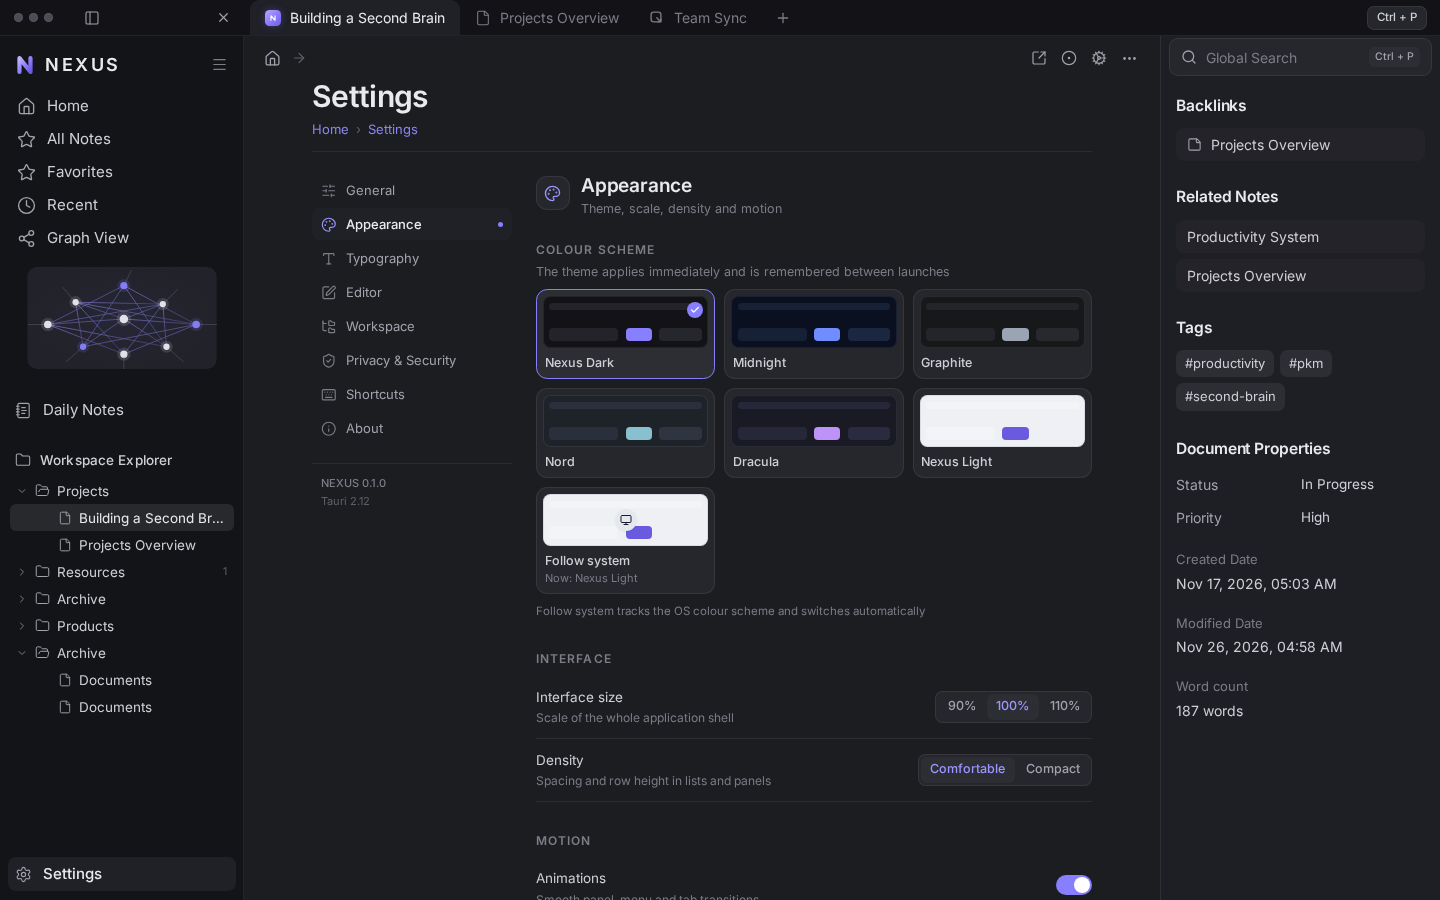 Building a Second Brain
Projects Overview
Team Sync
Ctrl + P
NEXUS
Home
All Notes
Favorites
Recent
Graph View
Daily Notes
Workspace Explorer
Projects
Building a Second Br...
Projects Overview
Resources 1
Archive
Products
Archive
Documents
Documents
Settings
Settings
Home › Settings
General
Appearance
Typography
Editor
Workspace
Privacy & Security
Shortcuts
About
NEXUS 0.1.0
Tauri 2.12
Appearance
Theme, scale, density and motion
COLOUR SCHEME
The theme applies immediately and is remembered between launches
Nexus Dark
Midnight
Graphite
Nord
Dracula
Nexus Light
Follow system
Now: Nexus Light
Follow system tracks the OS colour scheme and switches automatically
INTERFACE
Interface size
Scale of the whole application shell
90% 100% 110%
Density
Spacing and row height in lists and panels
Comfortable Compact
MOTION
Animations
Smooth panel, menu and tab transitions
Global Search Ctrl + P
Backlinks
Projects Overview
Related Notes
Productivity System
Projects Overview
Tags
#productivity #pkm
#second-brain
Document Properties
Status In Progress
Priority High
Created Date
Nov 17, 2026, 05:03 AM
Modified Date
Nov 26, 2026, 04:58 AM
Word count
187 words